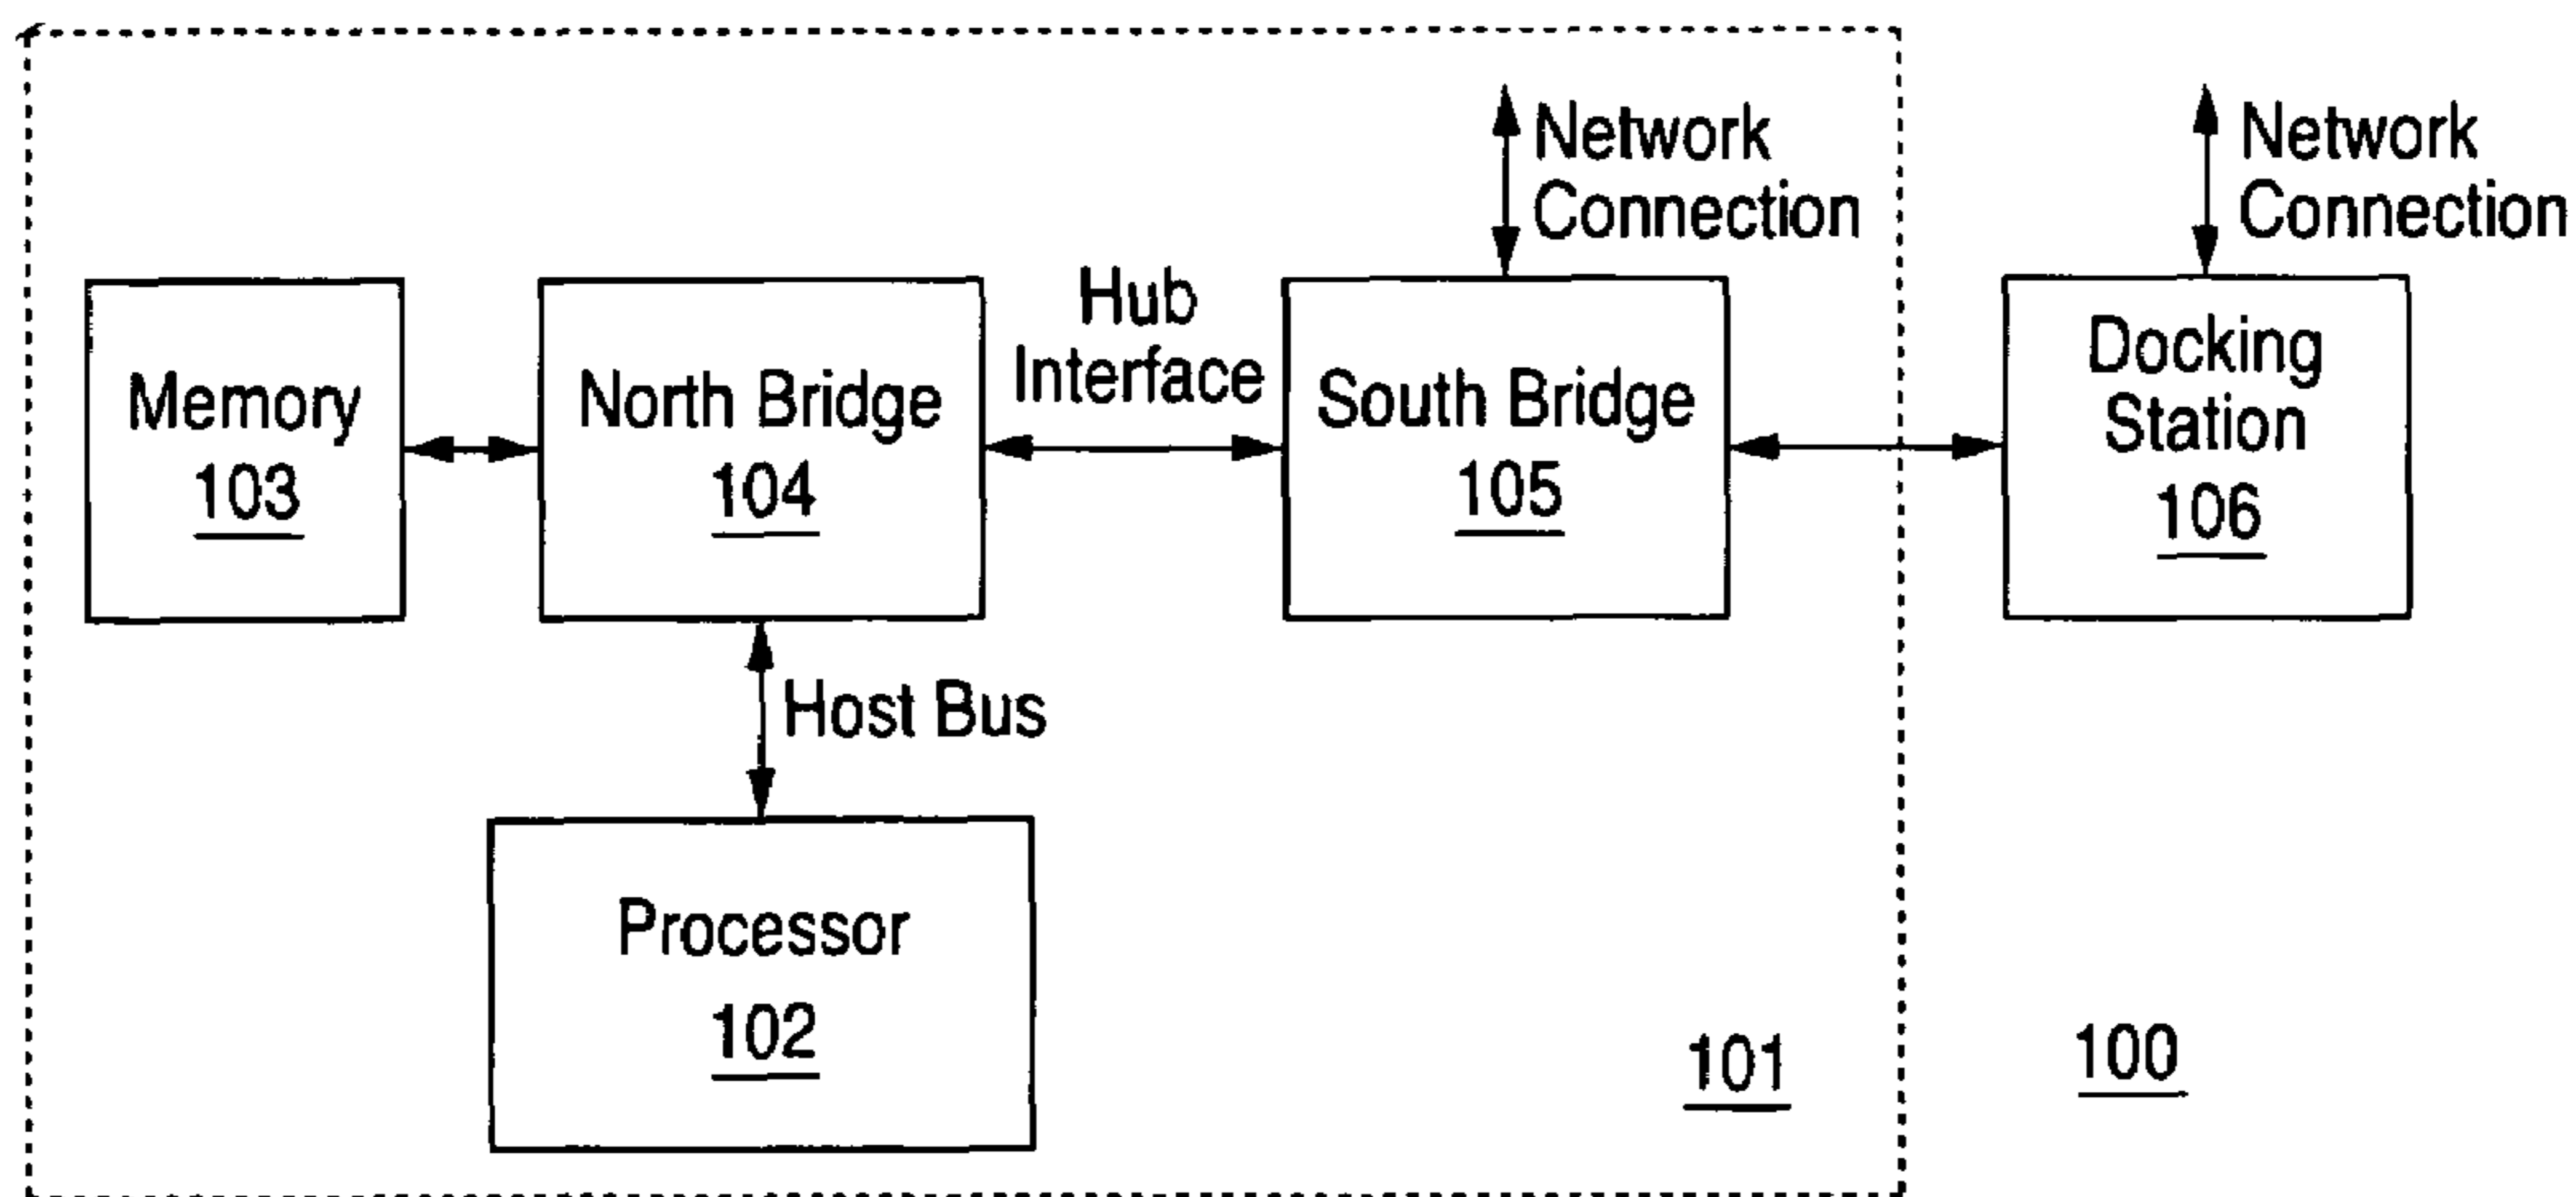 Network
Connection
Network
Connection
Memory
103
North Bridge
104
Hub
Interface
South Bridge
105
Docking
Station
106
Host Bus
Processor
102
101
100